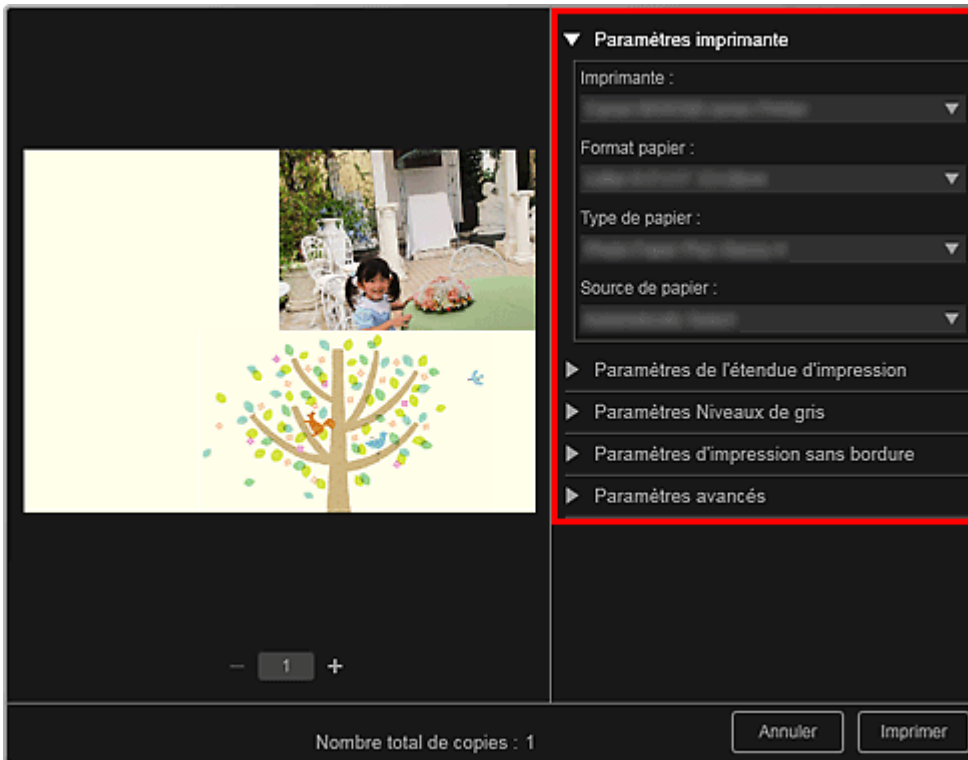 Paramètres imprimante
Imprimante :
Format papier :
Type de papier :
Source de papier :
Paramètres de l'étendue d'impression
Paramètres Niveaux de gris
Paramètres d'impression sans bordure
Paramètres avancés
1
Nombre total de copies : 1
Annuler
Imprimer